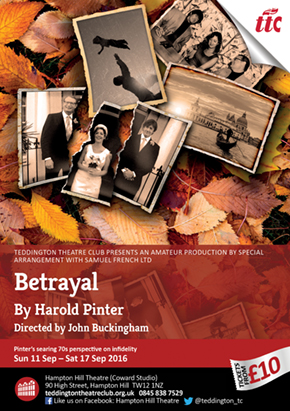 ttc
TEDDINGTON THEATRE CLUB PRESENTS AN AMATEUR PRODUCTION BY SPECIAL
ARRANGEMENT WITH SAMUEL FRENCH LTD
Betrayal
By Harold Pinter
Directed by John Buckingham
Pinter's searing 70s perspective on infidelity
Sun 11 Sep – Sat 17 Sep 2016
TICKETS
FROM
£10
Hampton Hill Theatre (Coward Studio)
90 High Street, Hampton Hill TW12 1NZ
teddingtontheatreclub.org.uk 0845 838 7529
Like us on Facebook: Hampton Hill Theatre @teddington_tc